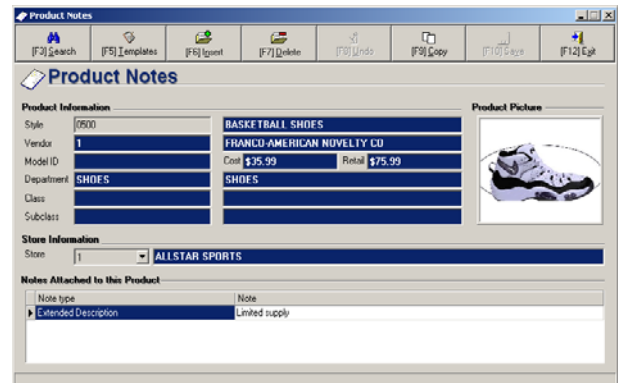 Product Notes
[F3] Search [F5] Templates [F6] Insert [F7] Delete [F8] Undo [F9] Copy [F10] Save [F12] Exit
Product Notes
Product Information
Product Picture
Style 0500 BASKETBALL SHOES
Vendor 1 FRANCO-AMERICAN NOVELTY CO
Model ID Cost $35.99 Retail $75.99
Department SHOES SHOES
Class
Subclass
Store Information
Store 1 ALLSTAR SPORTS
Notes Attached to this Product
Note type Note
Extended Description Limited supply